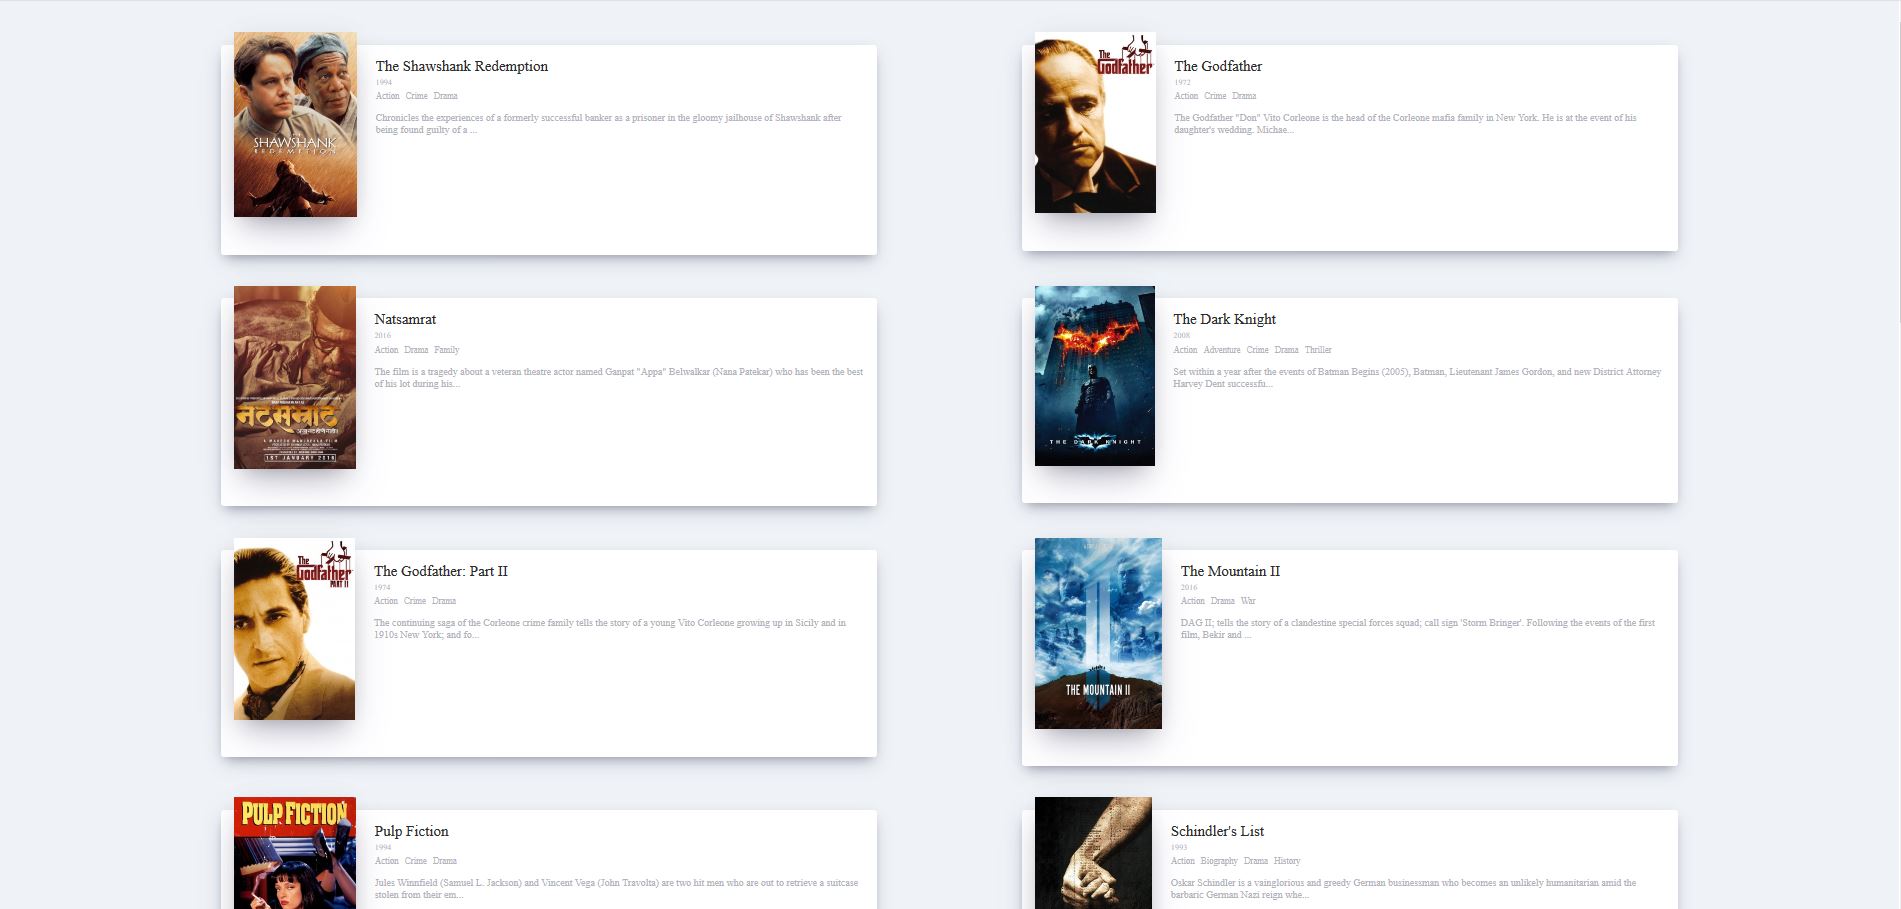 SHAWSHANK
REDEMPTION
The Shawshank Redemption
1994
Action Crime Drama
Chronicles the experiences of a formerly successful banker as a prisoner in the gloomy jailhouse of Shawshank after
being found guilty of a ...
The
Godfather
The Godfather
1972
Action Crime Drama
The Godfather "Don" Vito Corleone is the head of the Corleone mafia family in New York. He is at the event of his
daughter's wedding. Michae...
नटसम्राट
1ST JANUARY 2016
Natsamrat
2016
Action Drama Family
The film is a tragedy about a veteran theatre actor named Ganpat "Appa" Belwalkar (Nana Patekar) who has been the best
of his lot during his...
THE DARK KNIGHT
The Dark Knight
2008
Action Adventure Crime Drama Thriller
Set within a year after the events of Batman Begins (2005), Batman, Lieutenant James Gordon, and new District Attorney
Harvey Dent successfu...
The
Godfather
PART II
The Godfather: Part II
1974
Action Crime Drama
The continuing saga of the Corleone crime family tells the story of a young Vito Corleone growing up in Sicily and in
1910s New York; and fo...
THE MOUNTAIN II
The Mountain II
2016
Action Drama War
DAG II; tells the story of a clandestine special forces squad; call sign 'Storm Bringer'. Following the events of the first
film, Bekir and ...
PULP FICTION
Pulp Fiction
1994
Action Crime Drama
Jules Winnfield (Samuel L. Jackson) and Vincent Vega (John Travolta) are two hit men who are out to retrieve a suitcase
stolen from their em...
Schindler's List
1993
Action Biography Drama History
Oskar Schindler is a vainglorious and greedy German businessman who becomes an unlikely humanitarian amid the
barbaric German Nazi reign whe...